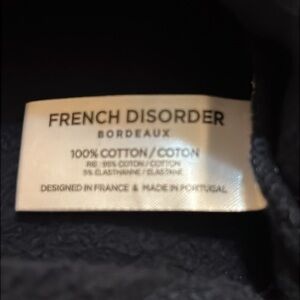 FRENCH DISORDER
BORDEAUX
100% COTTON / COTON
RIB : 95% COTON / COTTON
5% ELASTHANNE / ELASTANE
DESIGNED IN FRANCE & MADE IN PORTUGAL